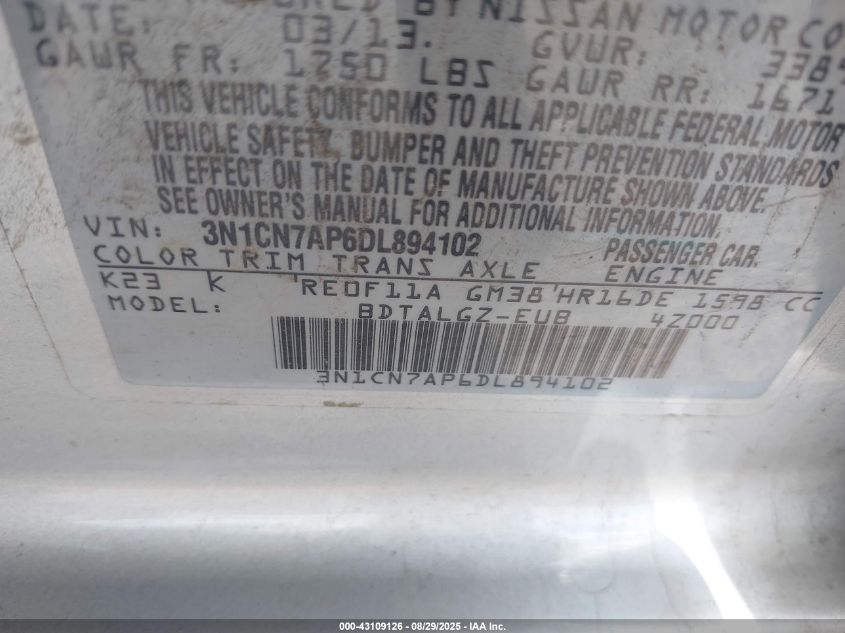 BY NISSAN MOTOR CO
DATE: 03/13. GVWR: 3389
GAWR FR: 1750 LBS GAWR RR: 1671
THIS VEHICLE CONFORMS TO ALL APPLICABLE FEDERAL MOTOR
VEHICLE SAFETY, BUMPER AND THEFT PREVENTION STANDARDS
IN EFFECT ON THE DATE OF MANUFACTURE SHOWN ABOVE.
SEE OWNER'S MANUAL FOR ADDITIONAL INFORMATION.
VIN: 3N1CN7AP6DL894102 PASSENGER CAR.
COLOR TRIM TRANS AXLE ENGINE
K23 K RE0F11A GM38 HR16DE 1598 CC
MODEL: BDTALGZ-EUB 4Z000
3N1CN7AP6DL894102
000-43109126 - 08/29/2025 - IAA Inc.